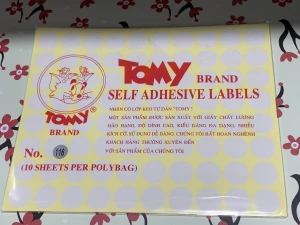 TOMY BRAND
SELF ADHESIVE LABELS
NHÃN CÓ LỚP KEO TỰ DÁN "TOMY" !
MỘT SẢN PHẨM ĐƯỢC SẢN XUẤT VỚI GIẤY CHẤT LƯỢNG
HẢO HẠNG, ĐỘ DÍNH CAO, KIỂU DÁNG ĐA DẠNG, NHIỀU
KÍCH CỠ, SỬ DỤNG DỄ DÀNG. CHÚNG TÔI RẤT HOAN NGHÊNH
KHÁCH HÀNG THƯỜNG XUYÊN ĐẾN
VỚI SẢN PHẨM CỦA CHÚNG TÔI
TOMY®
BRAND
No. 116
(10 SHEETS PER POLYBAG)